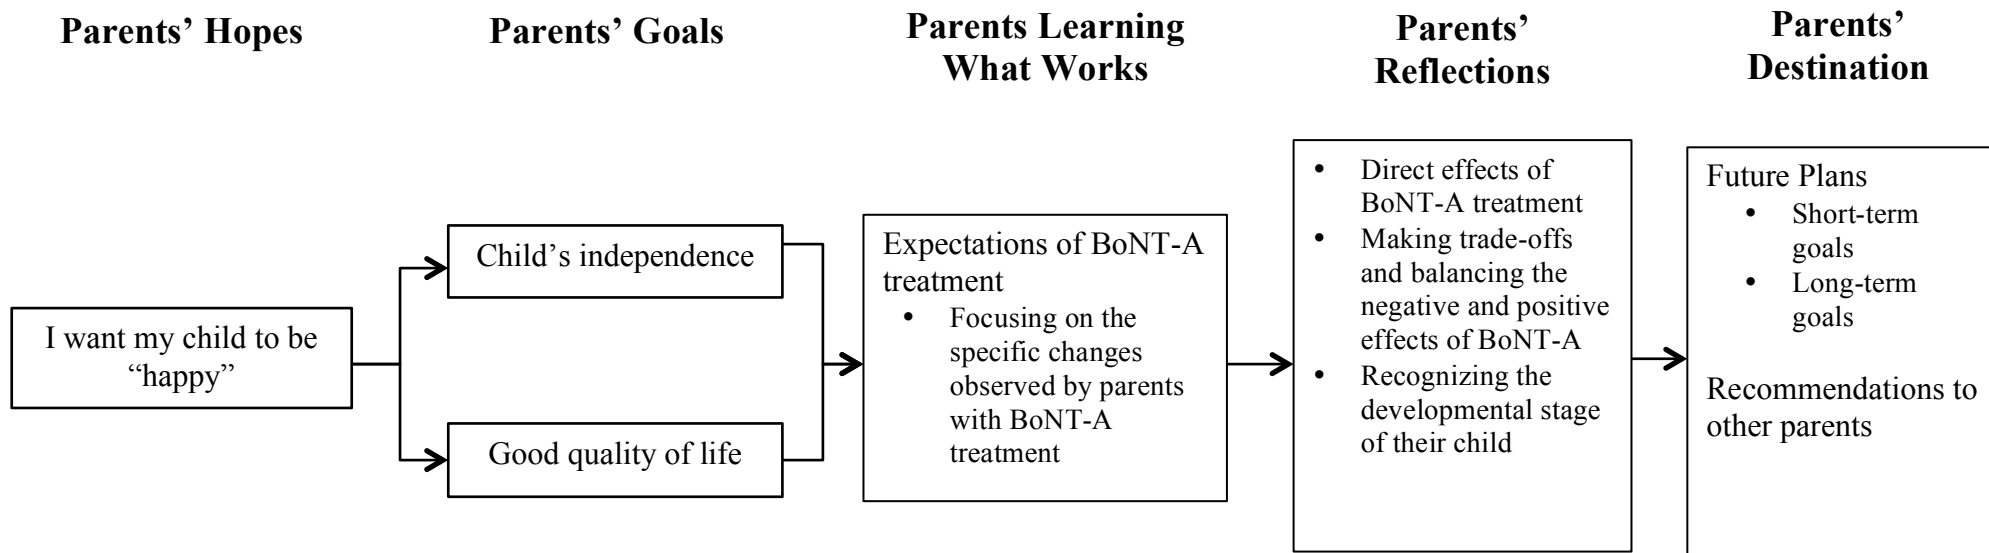 Parents’ Hopes
Parents’ Goals
Parents Learning
What Works
Parents’
Reflections
Parents’
Destination
I want my child to be
“happy”
Child’s independence
Good quality of life
Expectations of BoNT-A
treatment
• Focusing on the
specific changes
observed by parents
with BoNT-A
treatment
• Direct effects of
BoNT-A treatment
• Making trade-offs
and balancing the
negative and positive
effects of BoNT-A
• Recognizing the
developmental stage
of their child
Future Plans
• Short-term
goals
• Long-term
goals
Recommendations to
other parents